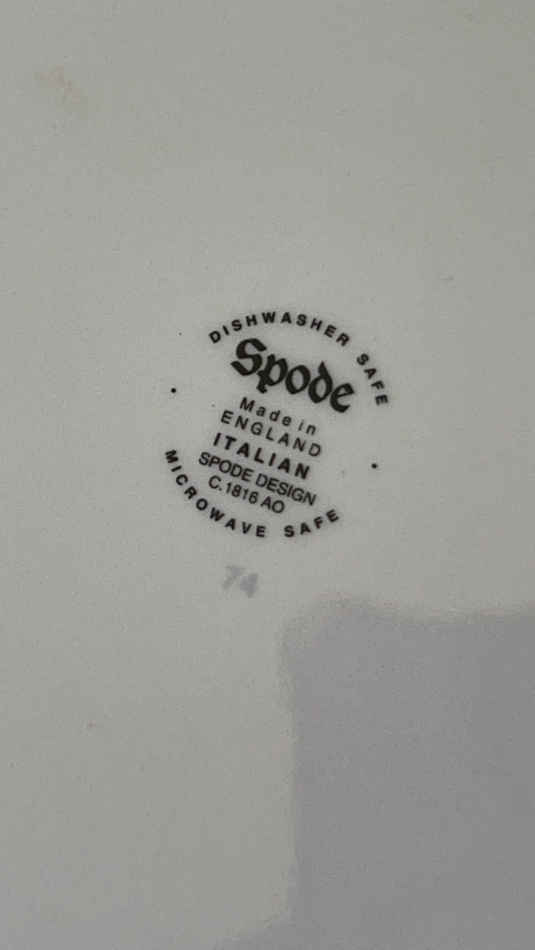 DISHWASHER SAFE
Spode
Made in
ENGLAND
ITALIAN
SPODE DESIGN
C.1816 AO
MICROWAVE SAFE
74